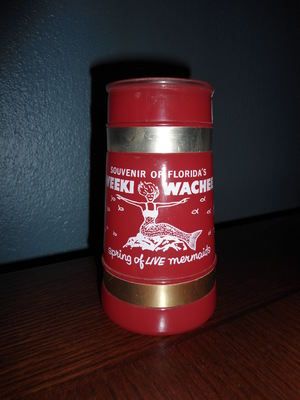 SOUVENIR OF FLORIDA'S
WEEKI WACHEE
spring of LIVE mermaids